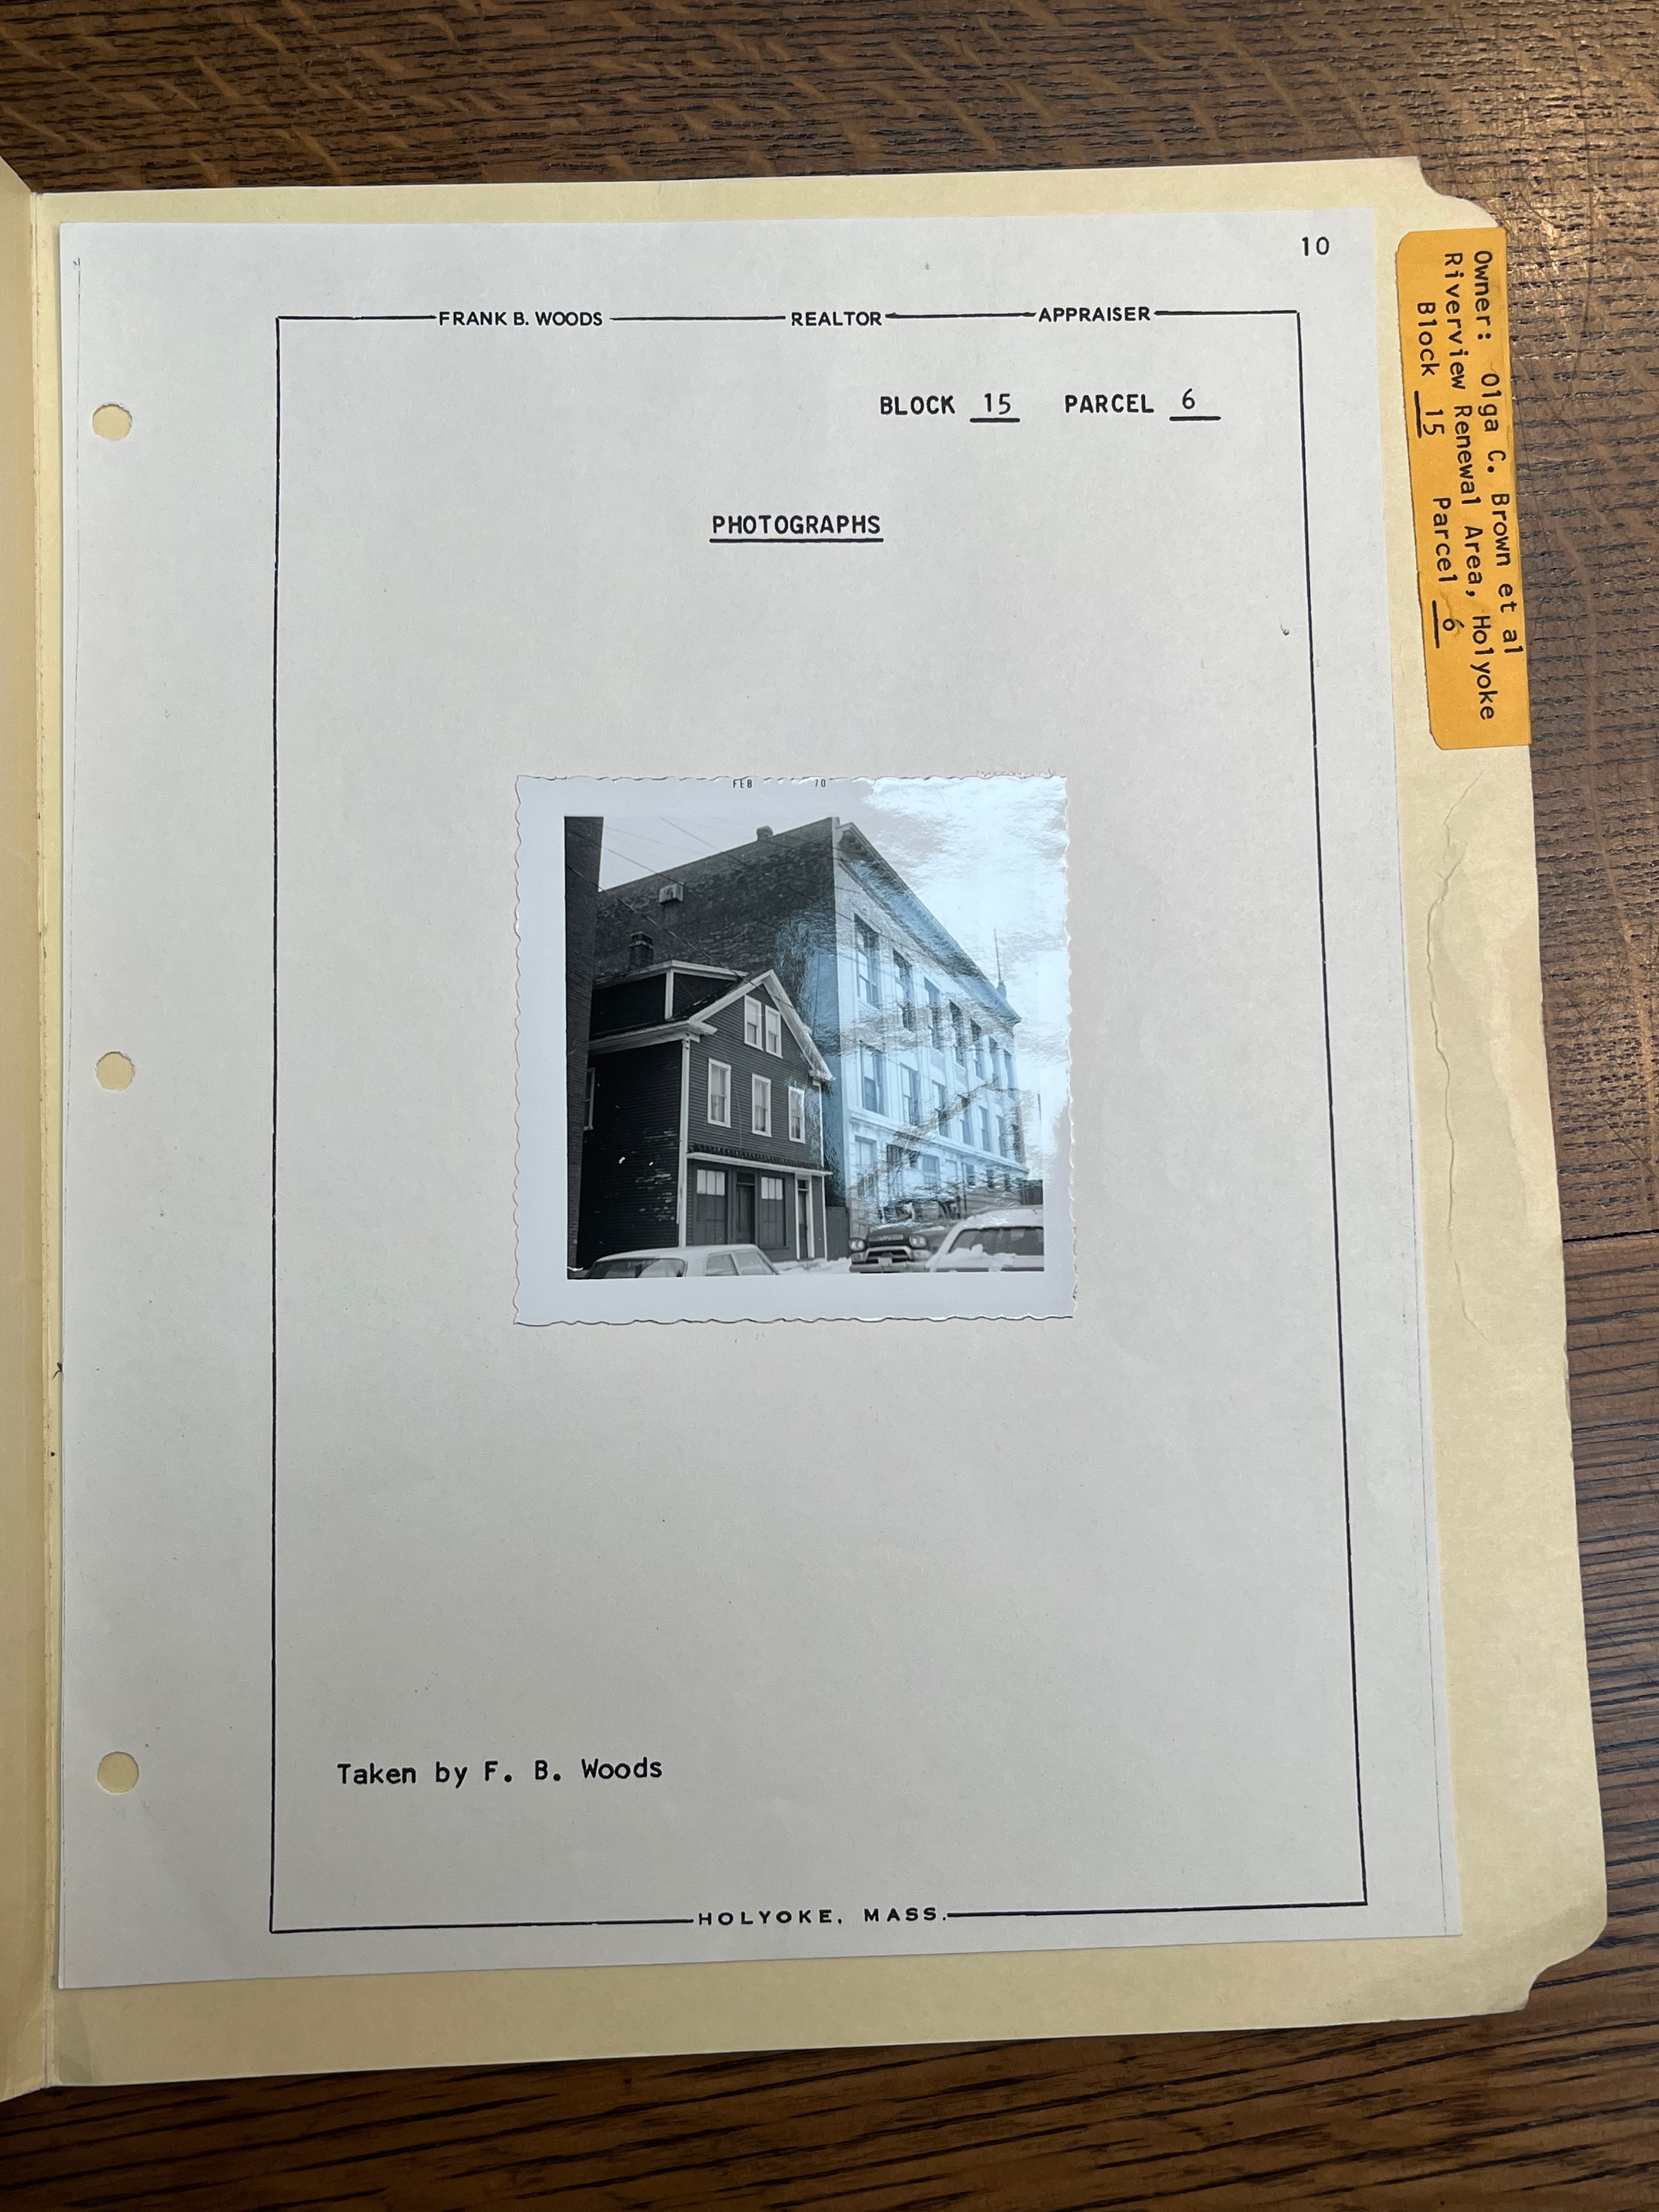 10
FRANK B. WOODS REALTOR APPRAISER
BLOCK 15 PARCEL 6
PHOTOGRAPHS
FEB 70
Taken by F. B. Woods
HOLYOKE, MASS.
Owner: Olga C. Brown et al
Riverview Renewal Area, Holyoke
Block 15 Parcel 6